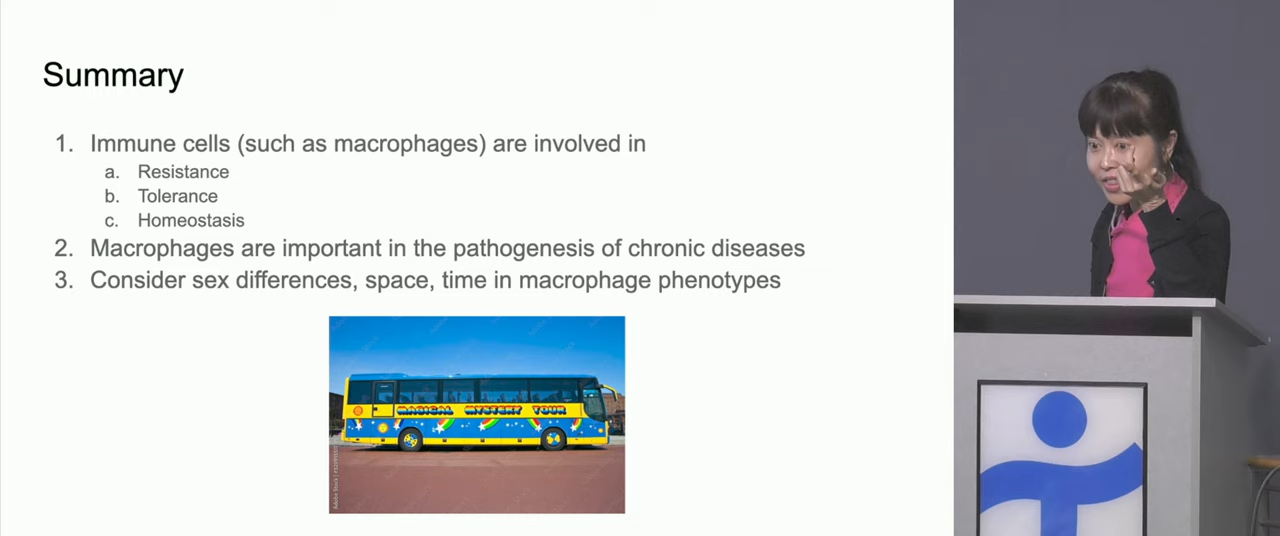 Summary
1. Immune cells (such as macrophages) are involved in
a. Resistance
b. Tolerance
c. Homeostasis
2. Macrophages are important in the pathogenesis of chronic diseases
3. Consider sex differences, space, time in macrophage phenotypes
MAGICAL MYSTERY TOUR